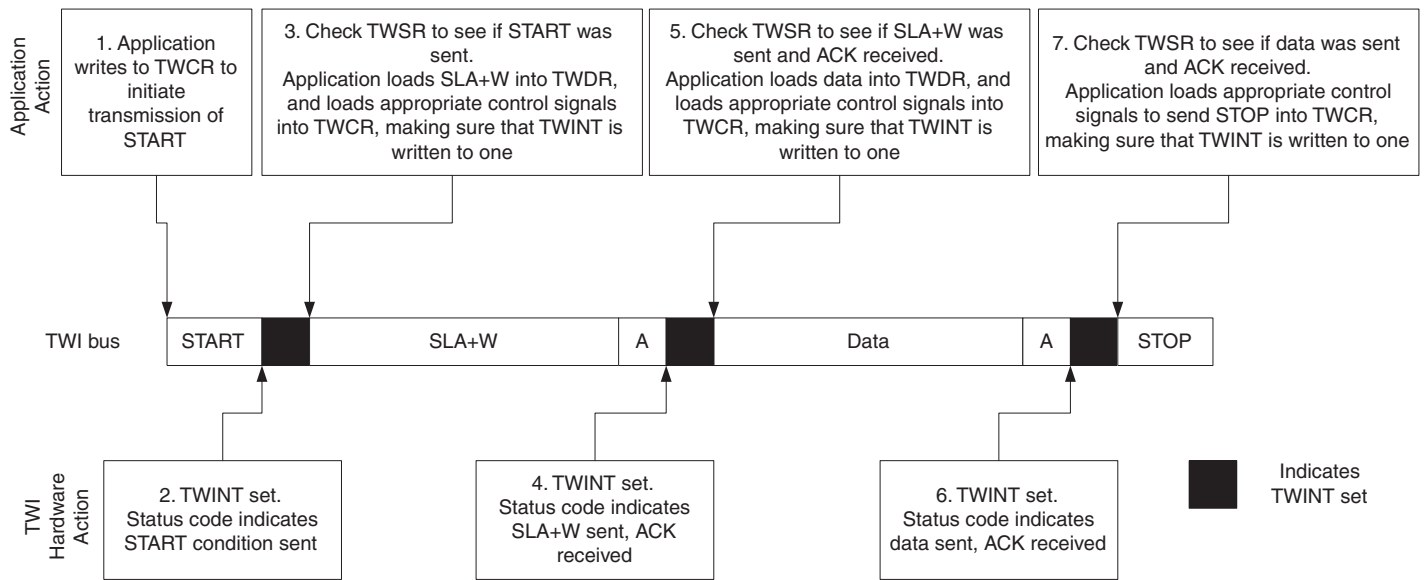 Application
Action
1. Application
writes to TWCR to
initiate
transmission of
START
3. Check TWSR to see if START was
sent.
Application loads SLA+W into TWDR,
and loads appropriate control signals
into TWCR, making sure that TWINT is
written to one
5. Check TWSR to see if SLA+W was
sent and ACK received.
Application loads data into TWDR, and
loads appropriate control signals into
TWCR, making sure that TWINT is
written to one
7. Check TWSR to see if data was sent
and ACK received.
Application loads appropriate control
signals to send STOP into TWCR,
making sure that TWINT is written to one
TWI bus
START
SLA+W
A
Data
A
STOP
TWI
Hardware
Action
2. TWINT set.
Status code indicates
START condition sent
4. TWINT set.
Status code indicates
SLA+W sent, ACK
received
6. TWINT set.
Status code indicates
data sent, ACK received
Indicates
TWINT set